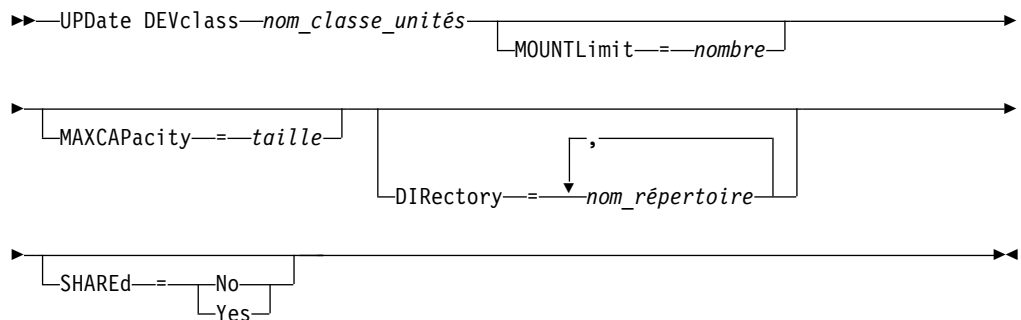 UPDate DEVclass nom_classe_unités
MOUNTLimit = nombre
MAXCAPacity = taille
,
DIRectory = nom_répertoire
SHAREd = No
Yes